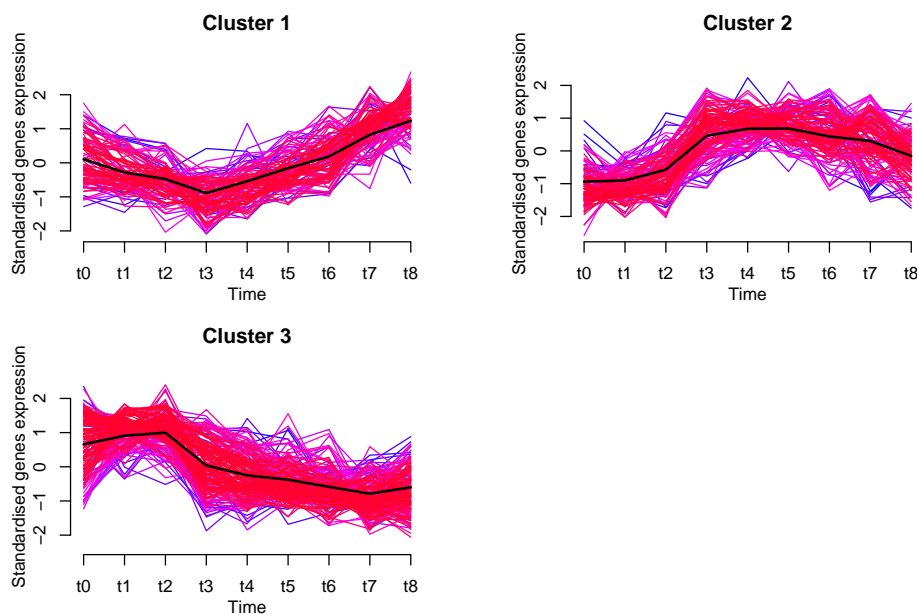 Cluster 1
Standardised genes expression
2
1
0
−1
−2
t0 t1 t2 t3 t4 t5 t6 t7 t8
Time
Cluster 2
Standardised genes expression
2
1
0
−1
−2
t0 t1 t2 t3 t4 t5 t6 t7 t8
Time
Cluster 3
Standardised genes expression
2
1
0
−1
−2
t0 t1 t2 t3 t4 t5 t6 t7 t8
Time